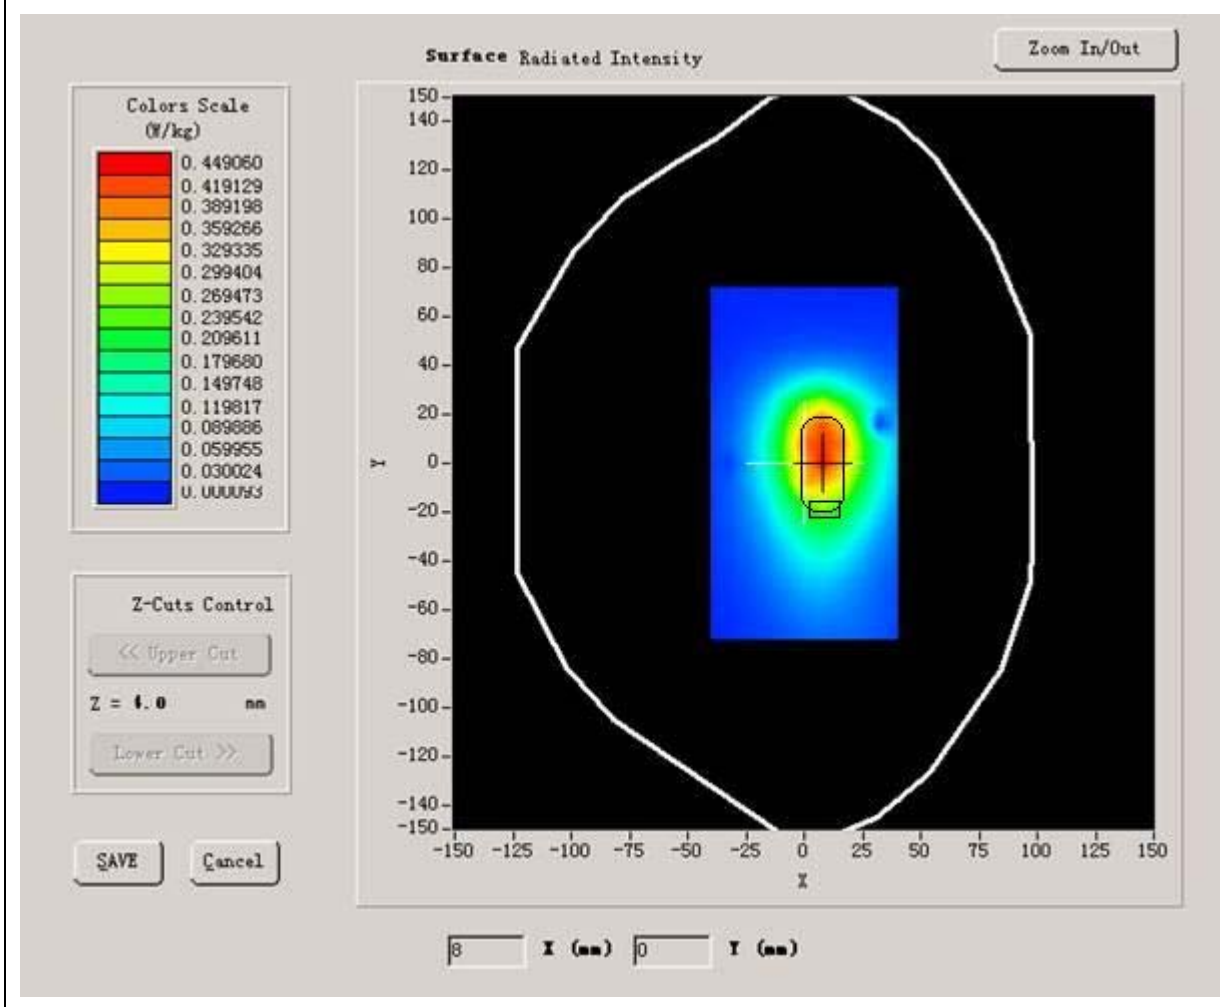 Surface Radiated Intensity
Zoom In/Out
Colors Scale
(W/kg)
0.449060
0.419129
0.389198
0.359266
0.329335
0.299404
0.269473
0.239542
0.209611
0.179680
0.149748
0.119817
0.089886
0.059955
0.030024
0.000093
150
140
120
100
80
60
40
20
0
-20
-40
-60
-80
-100
-120
-140
-150
Y
-150 -125 -100 -75 -50 -25 0 25 50 75 100 125 150
X
Z-Cuts Control
<< Upper Cut
Z = mm
Lower Cut >>
SAVE Cancel
8 X (mm) 0 Y (mm)